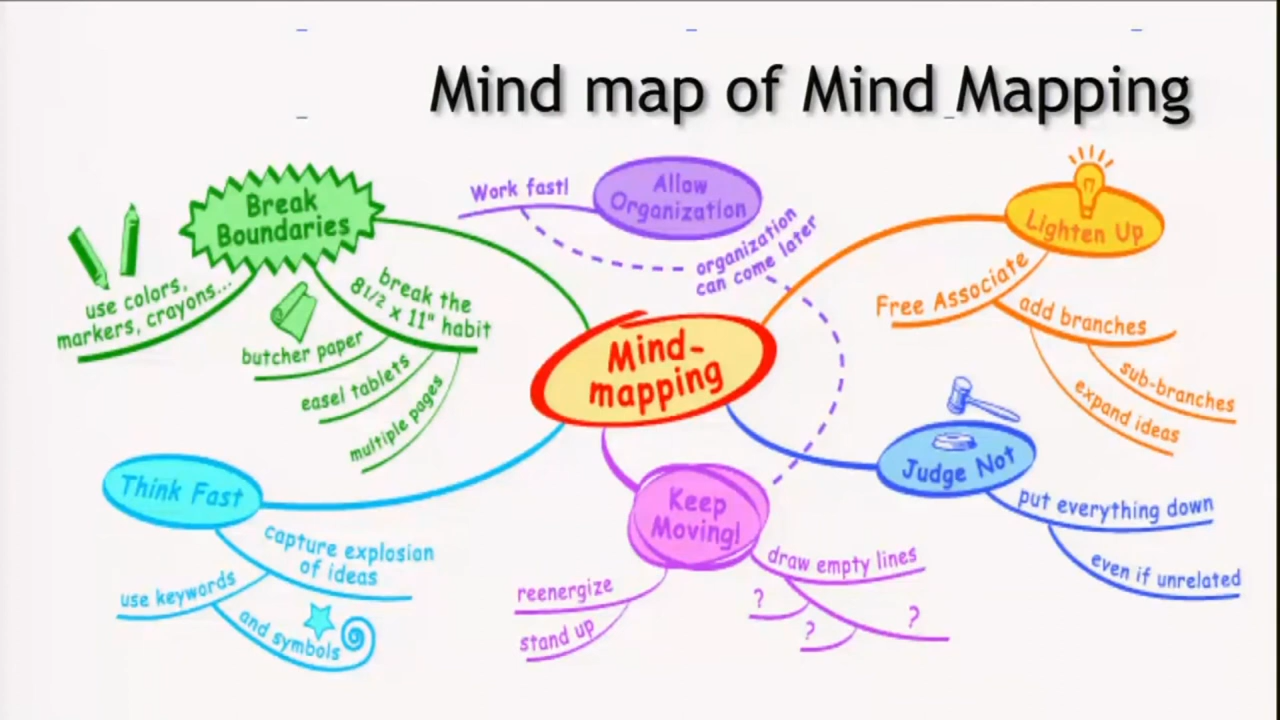 Mind map of Mind Mapping
Break
Boundaries
use colors,
markers, crayons...
break the
8 1/2 x 11" habit
butcher paper
easel tablets
multiple pages
Work fast!
Allow
Organization
organization
can come later
Lighten Up
Free Associate
add branches
sub-branches
expand ideas
Mind-
mapping
Think Fast
capture explosion
of ideas
use keywords
and symbols
Keep
Moving!
reenergize
stand up
draw empty lines
?
?
?
Judge Not
put everything down
even if unrelated